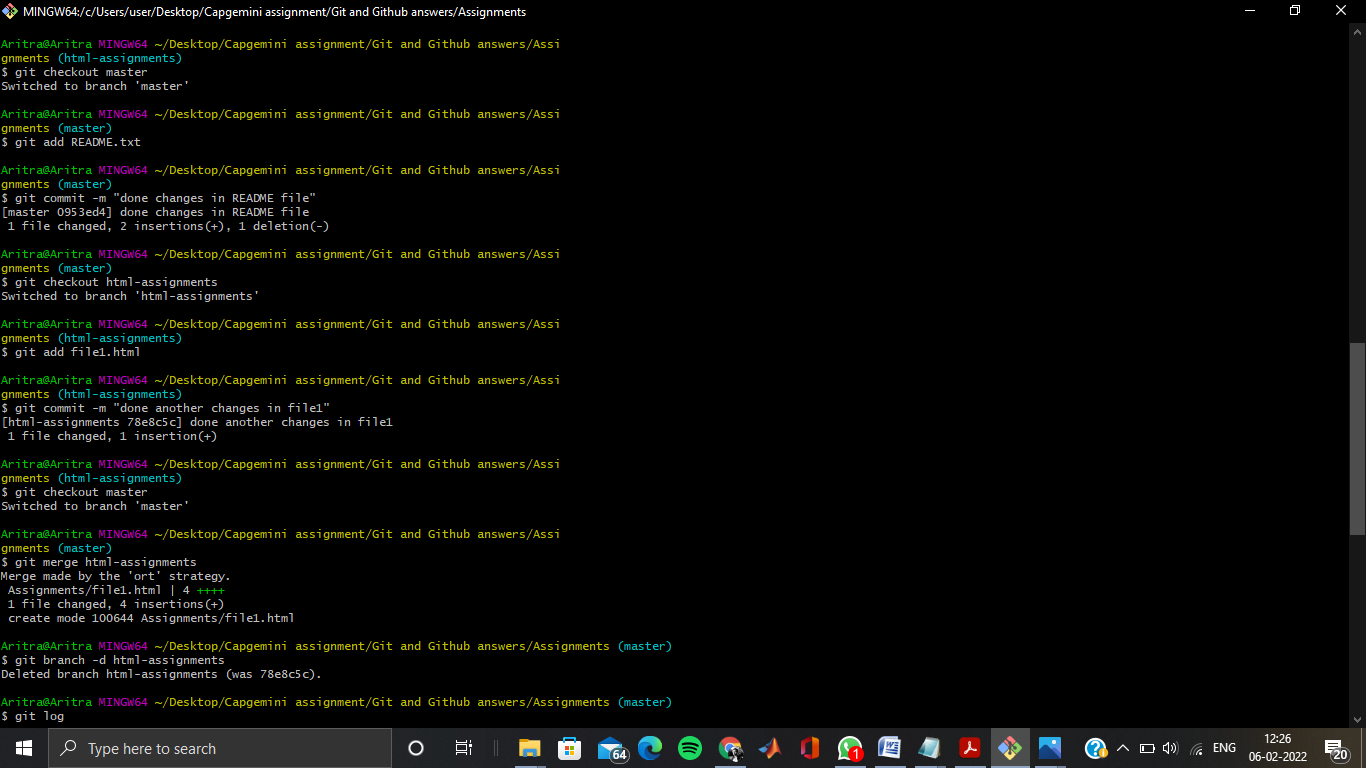 MINGW64:/c/Users/user/Desktop/Capgemini assignment/Git and Github answers/Assignments
Aritra@Aritra MINGW64 ~/Desktop/Capgemini assignment/Git and Github answers/Assi
gnments (html-assignments)
$ git checkout master
Switched to branch 'master'
Aritra@Aritra MINGW64 ~/Desktop/Capgemini assignment/Git and Github answers/Assi
gnments (master)
$ git add README.txt
Aritra@Aritra MINGW64 ~/Desktop/Capgemini assignment/Git and Github answers/Assi
gnments (master)
$ git commit -m "done changes in README file"
[master 0953ed4] done changes in README file
 1 file changed, 2 insertions(+), 1 deletion(-)
Aritra@Aritra MINGW64 ~/Desktop/Capgemini assignment/Git and Github answers/Assi
gnments (master)
$ git checkout html-assignments
Switched to branch 'html-assignments'
Aritra@Aritra MINGW64 ~/Desktop/Capgemini assignment/Git and Github answers/Assi
gnments (html-assignments)
$ git add file1.html
Aritra@Aritra MINGW64 ~/Desktop/Capgemini assignment/Git and Github answers/Assi
gnments (html-assignments)
$ git commit -m "done another changes in file1"
[html-assignments 78e8c5c] done another changes in file1
 1 file changed, 1 insertion(+)
Aritra@Aritra MINGW64 ~/Desktop/Capgemini assignment/Git and Github answers/Assi
gnments (html-assignments)
$ git checkout master
Switched to branch 'master'
Aritra@Aritra MINGW64 ~/Desktop/Capgemini assignment/Git and Github answers/Assi
gnments (master)
$ git merge html-assignments
Merge made by the 'ort' strategy.
 Assignments/file1.html | 4 ++++
 1 file changed, 4 insertions(+)
 create mode 100644 Assignments/file1.html
Aritra@Aritra MINGW64 ~/Desktop/Capgemini assignment/Git and Github answers/Assignments (master)
$ git branch -d html-assignments
Deleted branch html-assignments (was 78e8c5c).
Aritra@Aritra MINGW64 ~/Desktop/Capgemini assignment/Git and Github answers/Assignments (master)
$ git log
Type here to search
64
1
ENG
12:26
06-02-2022
20